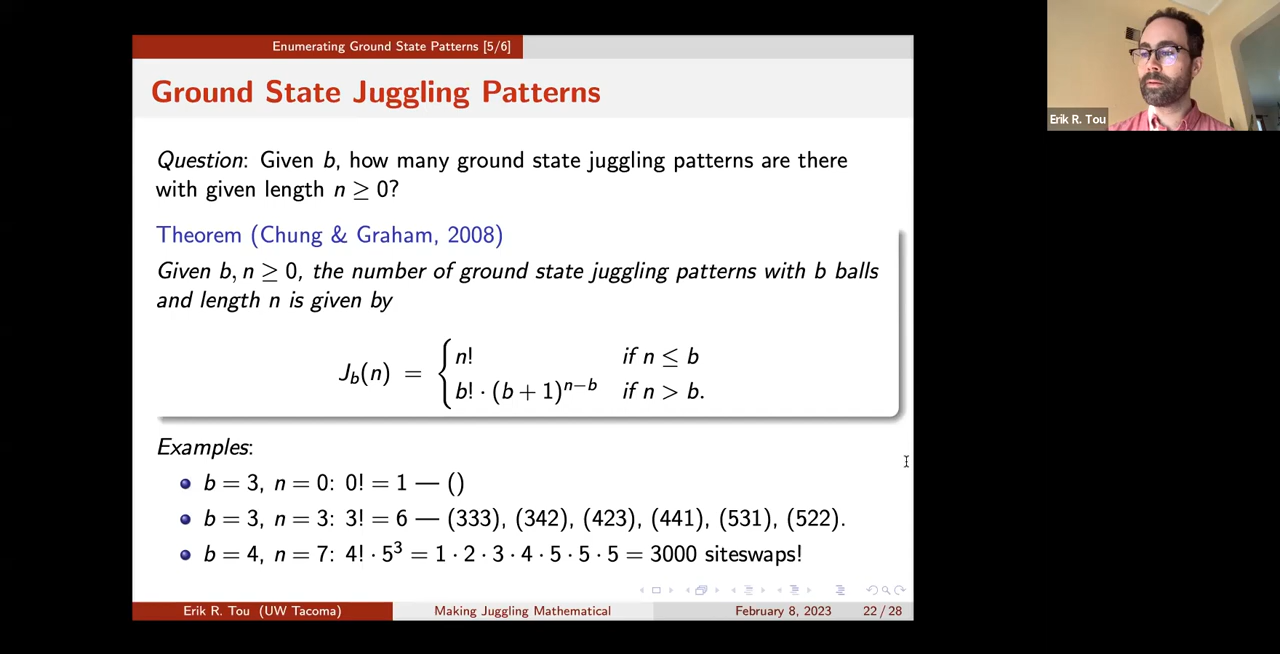 Enumerating Ground State Patterns [5/6]
Ground State Juggling Patterns
Erik R. Tou
Question: Given b, how many ground state juggling patterns are there
with given length n ≥ 0?
Theorem (Chung & Graham, 2008)
Given b, n ≥ 0, the number of ground state juggling patterns with b balls
and length n is given by
J_b(n) = { n! if n ≤ b
b! · (b + 1)^{n−b} if n > b.
Examples:
• b = 3, n = 0: 0! = 1 — ()
• b = 3, n = 3: 3! = 6 — (333), (342), (423), (441), (531), (522).
• b = 4, n = 7: 4! · 5³ = 1 · 2 · 3 · 4 · 5 · 5 · 5 = 3000 siteswaps!
Erik R. Tou (UW Tacoma) Making Juggling Mathematical February 8, 2023 22 / 28